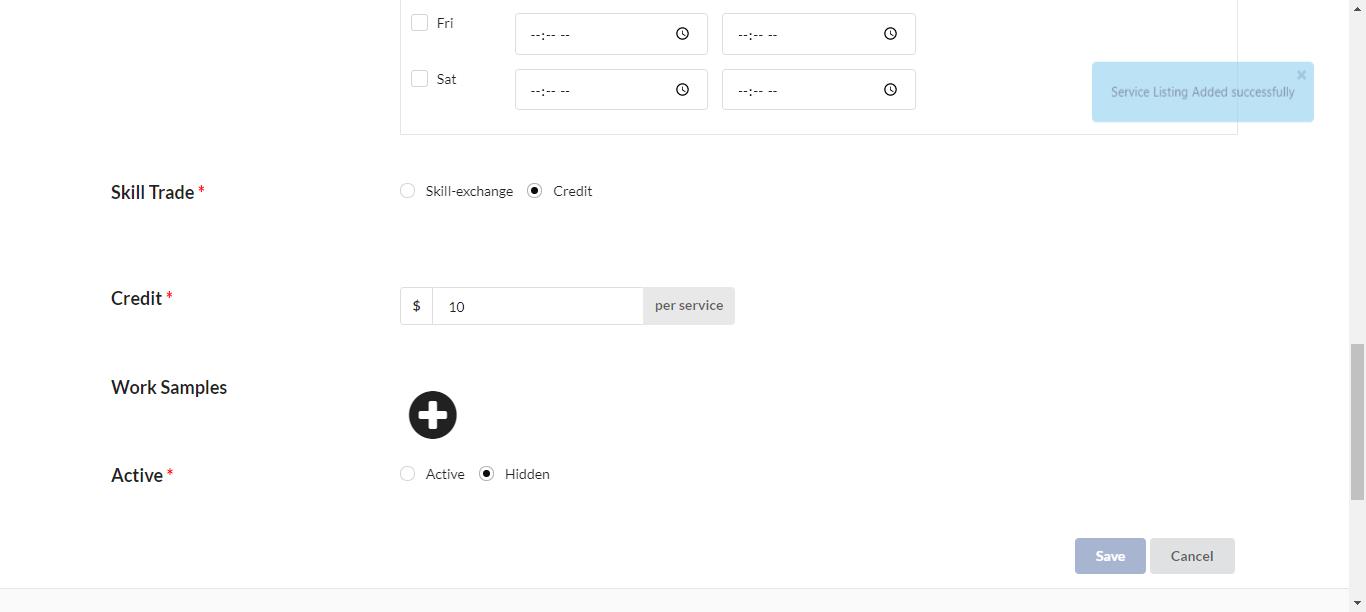 Fri
--:-- --
--:-- --
Sat
--:-- --
--:-- --
Service Listing Added successfully
Skill Trade *
Skill-exchange
Credit
Credit *
$
10
per service
Work Samples
Active *
Active
Hidden
Save
Cancel